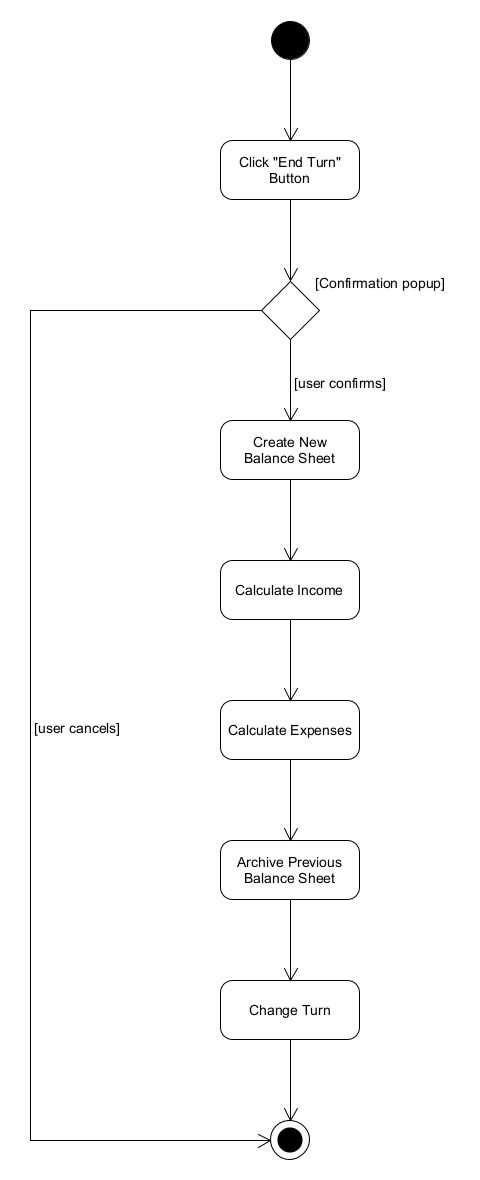 Click "End Turn"
Button
[Confirmation popup]
[user confirms]
Create New
Balance Sheet
Calculate Income
Calculate Expenses
[user cancels]
Archive Previous
Balance Sheet
Change Turn